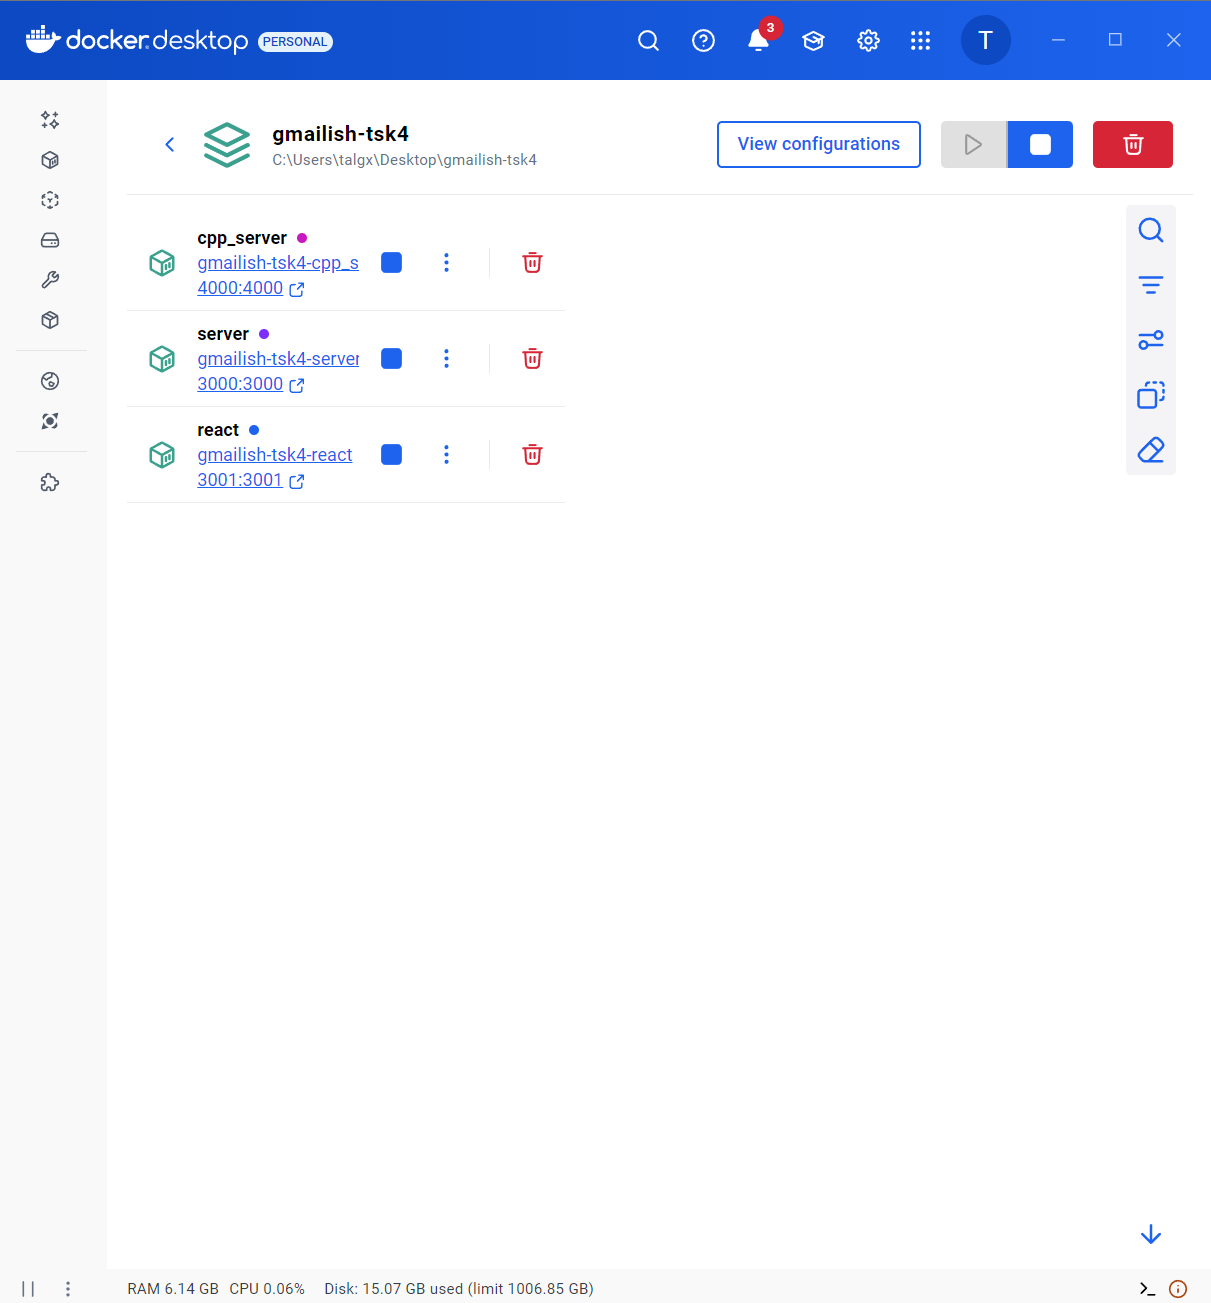 docker desktop PERSONAL
3
T
gmailish-tsk4
C:\Users\talgx\Desktop\gmailish-tsk4
View configurations
cpp_server
gmailish-tsk4-cpp_s
4000:4000
server
gmailish-tsk4-server
3000:3000
react
gmailish-tsk4-react
3001:3001
RAM 6.14 GB CPU 0.06% Disk: 15.07 GB used (limit 1006.85 GB)